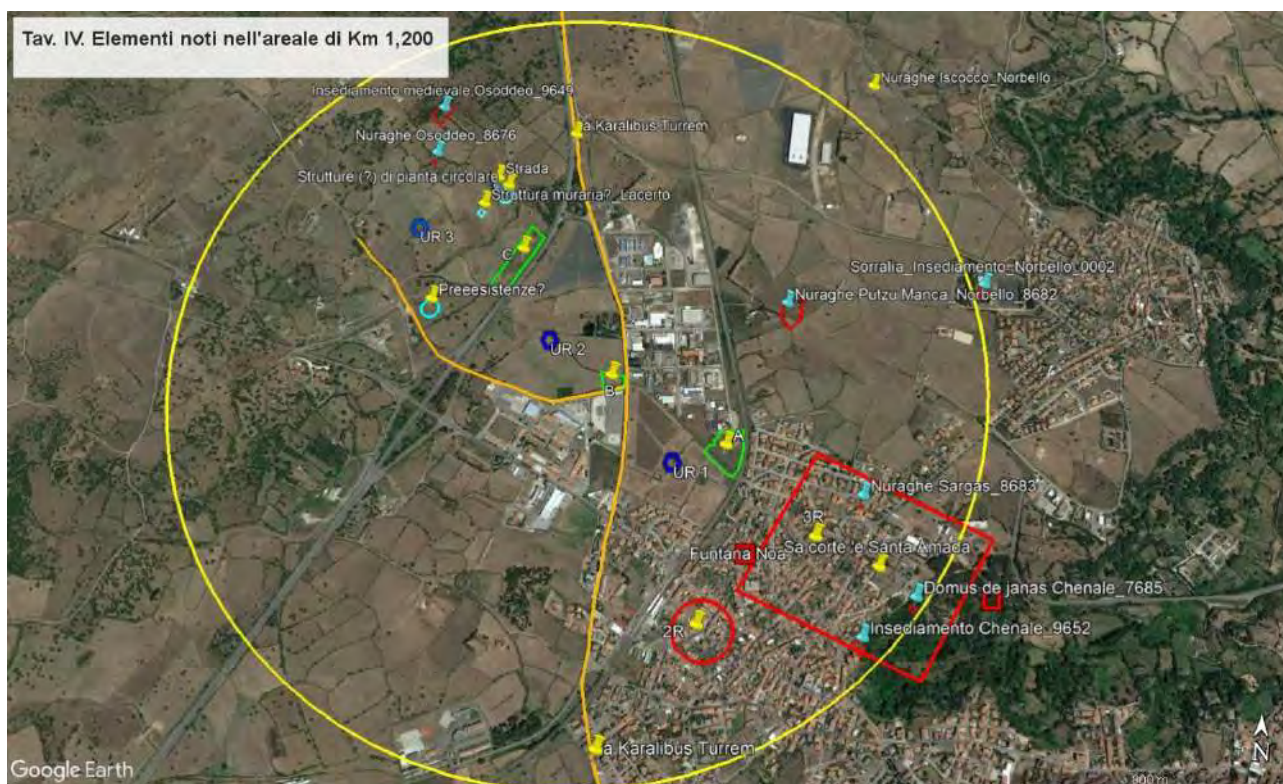 Tav. IV. Elementi noti nell'areale di Km 1,200
Nuraghe Iscocco_Norbello
Insediamento medievale Osoddeo_9649
a Karalibus Turrem
Nuraghe Osoddeo_8676
Strada
Strutture (?) di pianta circolare
Struttura muraria?_Lacerto
UR 3
C
Sorralia_Insediamento_Norbello_0002
Preeesistenze?
Nuraghe Putzu Manca_Norbello_8682
UR 2
B
A
UR 1
Nuraghe Sargas_8683
3R
Funtana Noa
Sa corte 'e Santa Amada
Domus de janas Chenale_7685
2R
Insediamento Chenale_9652
a Karalibus Turrem
Google Earth
N
800 m